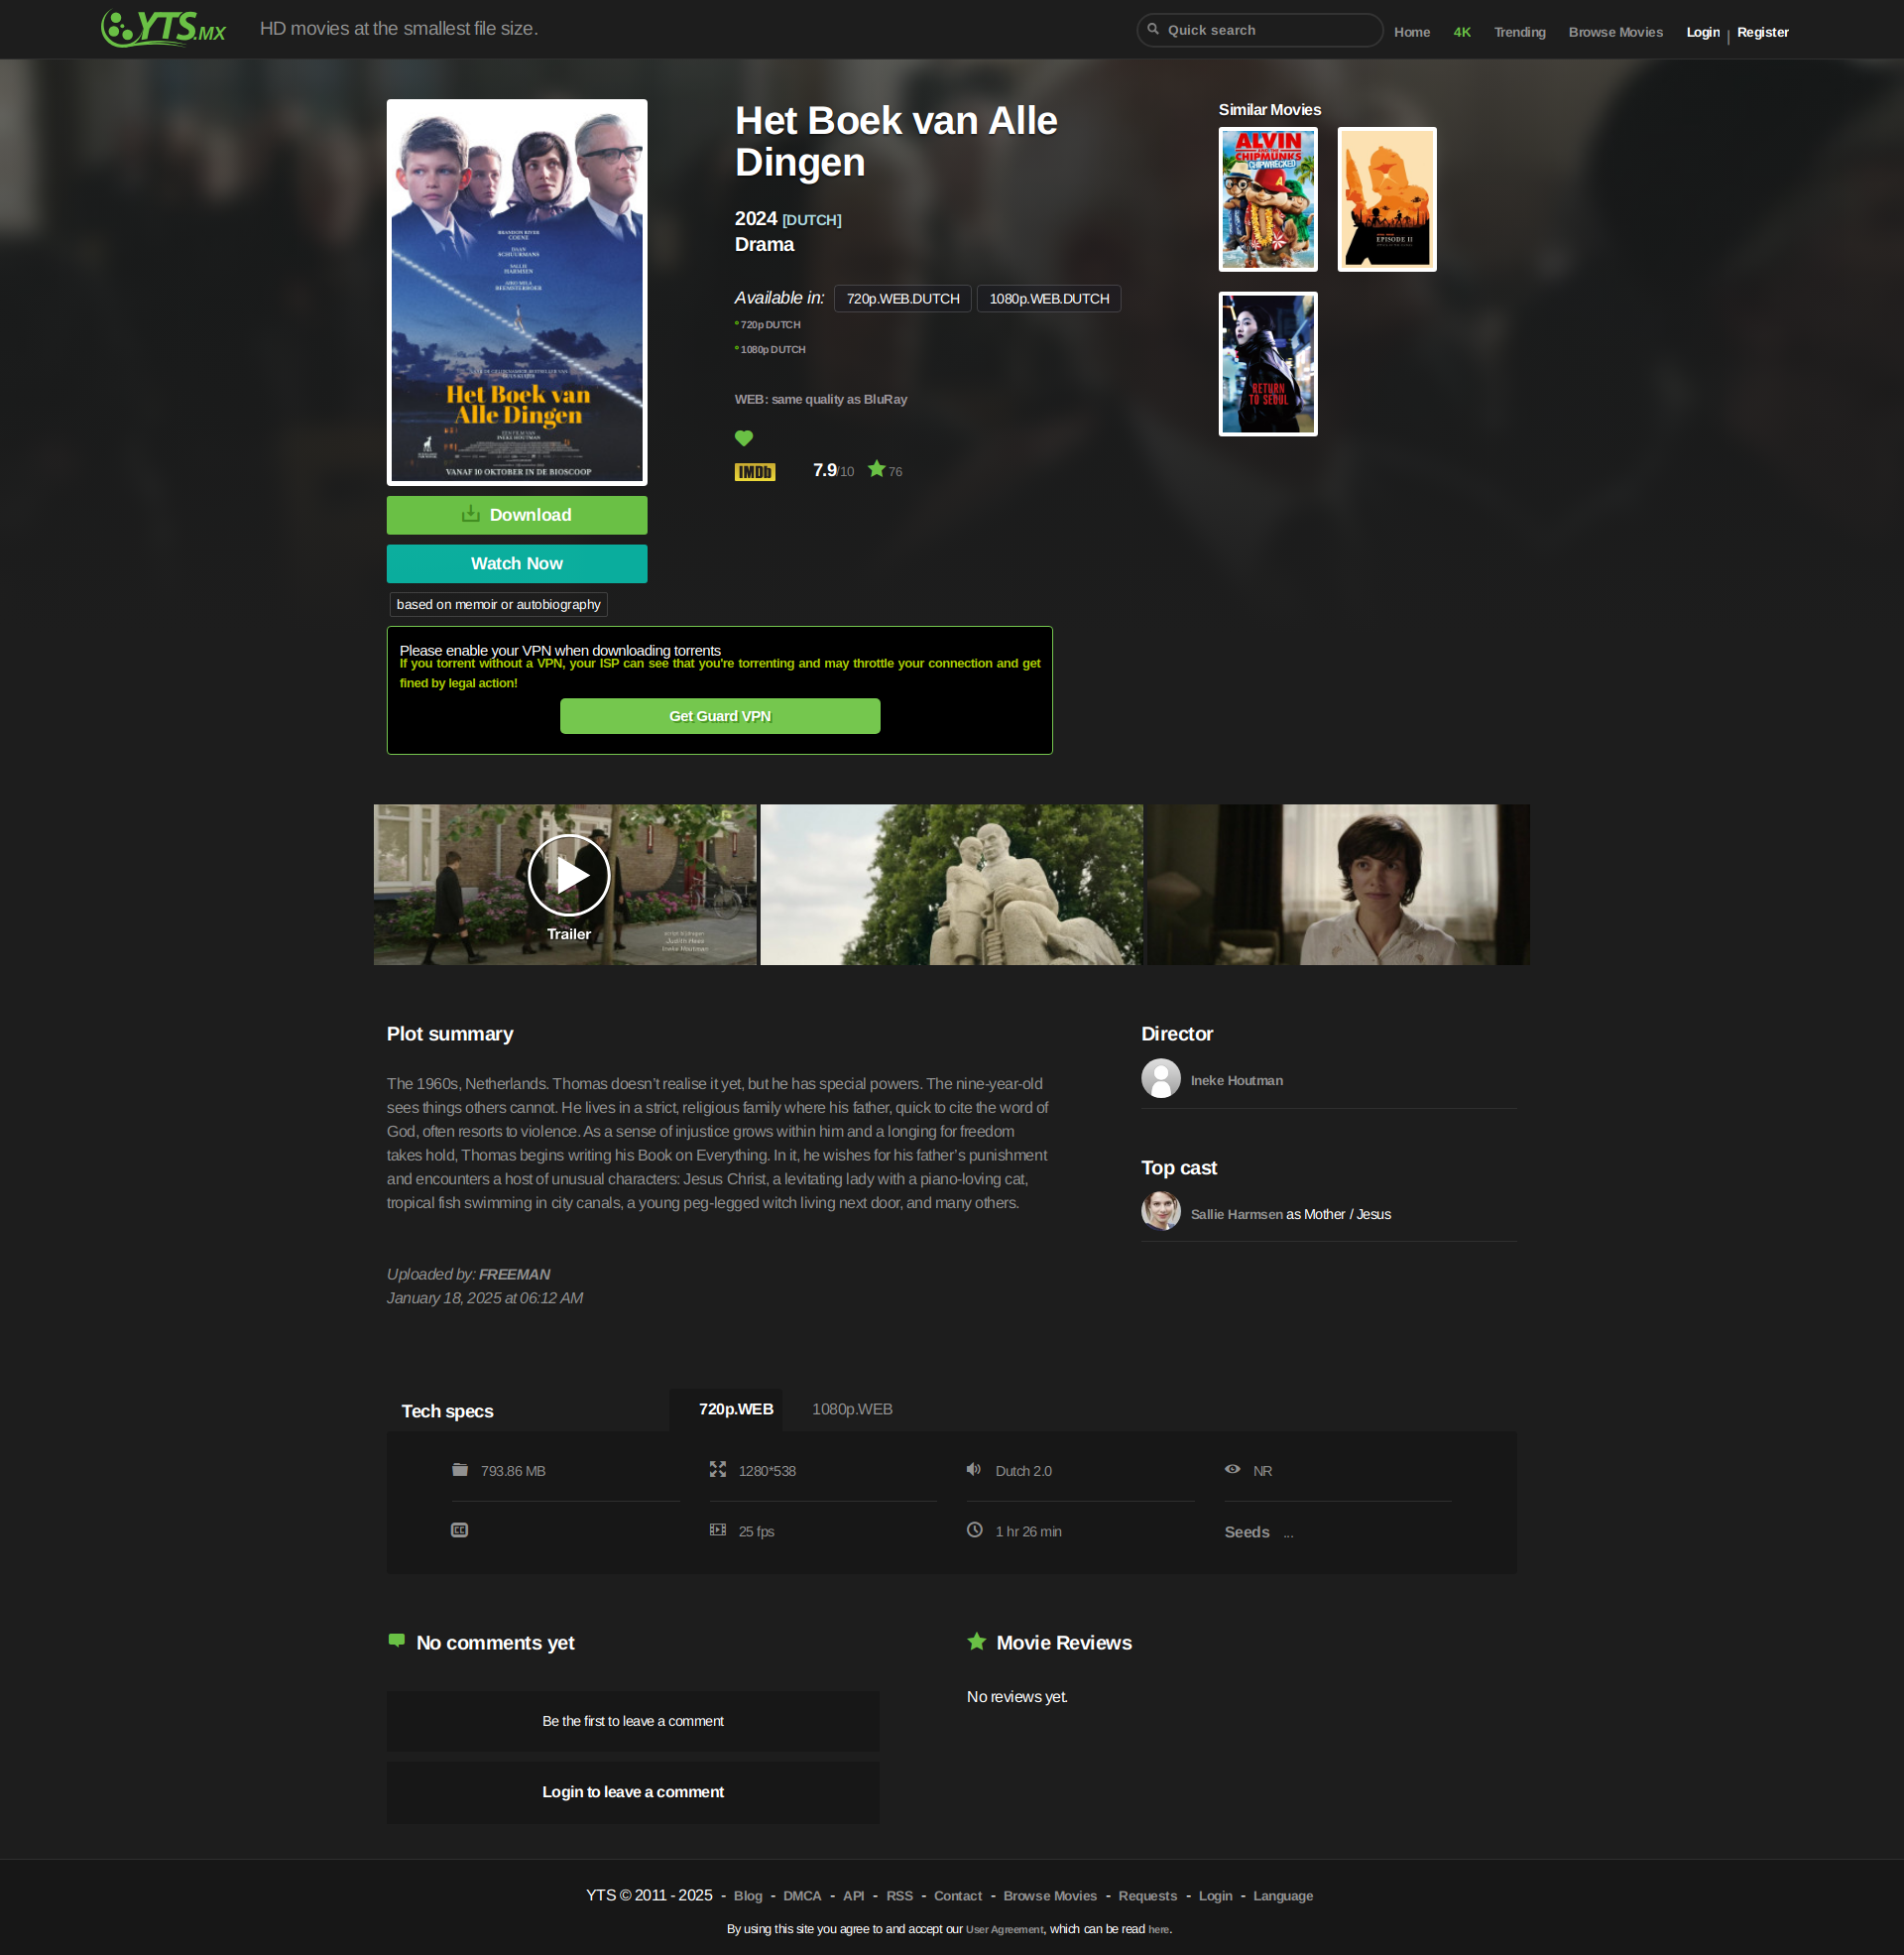 YTS.MX
HD movies at the smallest file size.
Quick search
Home
4K
Trending
Browse Movies
Login | Register
BRANDON RIVER
COENE
DAAN
SCHUURMANS
SALLIE
HARMSEN
Het Boek van
Alle Dingen
VANAF 10 OKTOBER IN DE BIOSCOOP
Download
Watch Now
based on memoir or autobiography
Het Boek van Alle
Dingen
2024 [DUTCH]
Drama
Available in: 720p.WEB.DUTCH 1080p.WEB.DUTCH
° 720p DUTCH
° 1080p DUTCH
WEB: same quality as BluRay
IMDb 7.9/10 76
Similar Movies
ALVIN
CHIPMUNKS
CHIPWRECKED
EPISODE II
RETURN
TO SEOUL
Please enable your VPN when downloading torrents
If you torrent without a VPN, your ISP can see that you're torrenting and may throttle your connection and get
fined by legal action!
Get Guard VPN
Trailer
script bijdragen
Judith Hees
Ineke Houtman
Plot summary
The 1960s, Netherlands. Thomas doesn’t realise it yet, but he has special powers. The nine-year-old
sees things others cannot. He lives in a strict, religious family where his father, quick to cite the word of
God, often resorts to violence. As a sense of injustice grows within him and a longing for freedom
takes hold, Thomas begins writing his Book on Everything. In it, he wishes for his father’s punishment
and encounters a host of unusual characters: Jesus Christ, a levitating lady with a piano-loving cat,
tropical fish swimming in city canals, a young peg-legged witch living next door, and many others.
Uploaded by: FREEMAN
January 18, 2025 at 06:12 AM
Director
Ineke Houtman
Top cast
Sallie Harmsen as Mother / Jesus
Tech specs
720p.WEB
1080p.WEB
793.86 MB
1280*538
Dutch 2.0
NR
CC
25 fps
1 hr 26 min
Seeds ...
No comments yet
Be the first to leave a comment
Login to leave a comment
Movie Reviews
No reviews yet.
YTS © 2011 - 2025 - Blog - DMCA - API - RSS - Contact - Browse Movies - Requests - Login - Language
By using this site you agree to and accept our User Agreement, which can be read here.